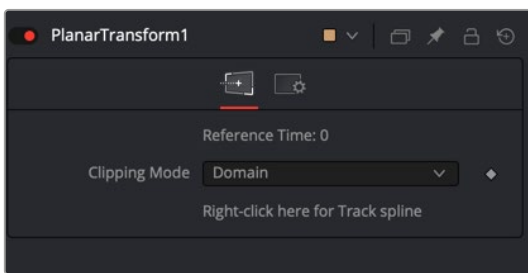 PlanarTransform1
Reference Time: 0
Clipping Mode Domain
Right-click here for Track spline